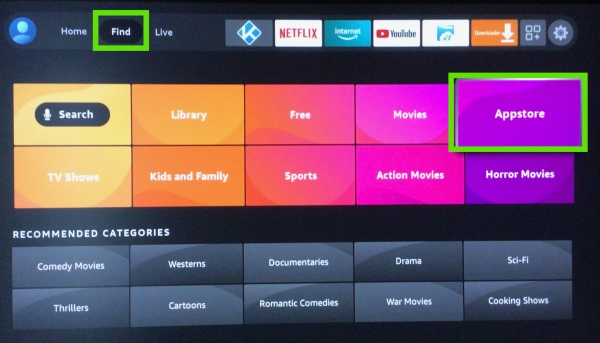 Home Find Live NETFLIX Internet YouTube Downloader
Search Library Free Movies Appstore
TV Shows Kids and Family Sports Action Movies Horror Movies
RECOMMENDED CATEGORIES
Comedy Movies Westerns Documentaries Drama Sci-Fi
Thrillers Cartoons Romantic Comedies War Movies Cooking Shows